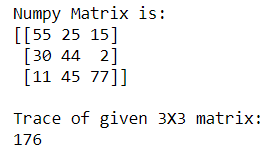 Numpy Matrix is:
[[55 25 15]
 [30 44  2]
 [11 45 77]]
Trace of given 3X3 matrix:
176